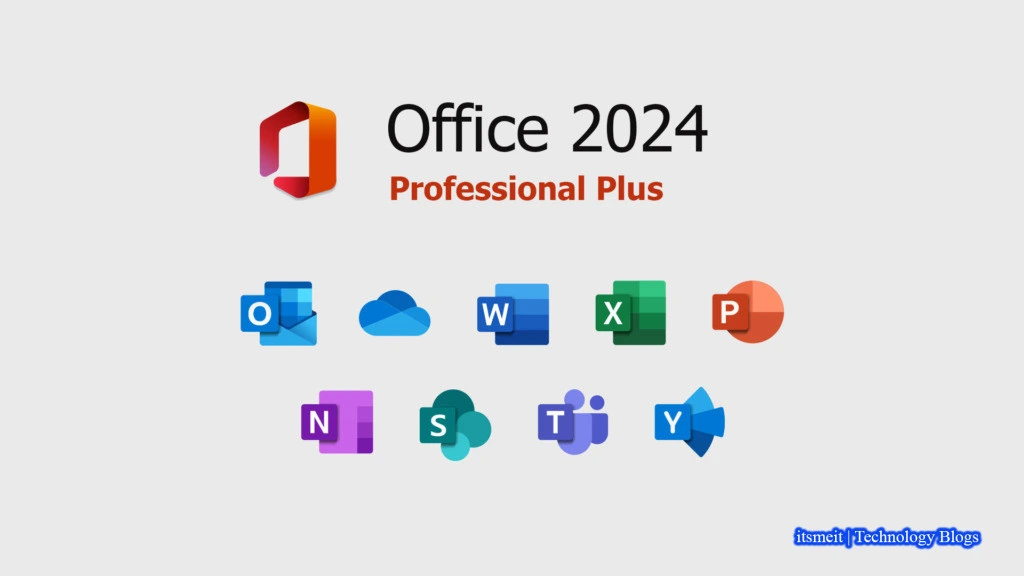 Office 2024
Professional Plus
O
W
X
P
N
S
T
Y
itsmeit | Technology Blogs